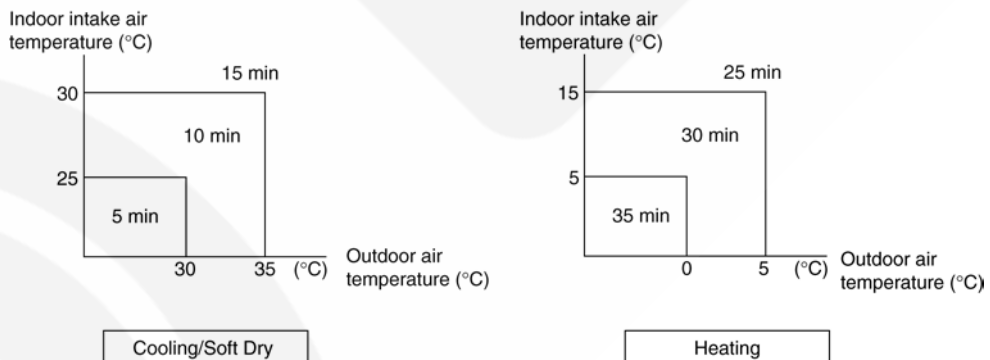 Indoor intake air
temperature (°C)
15 min
30
10 min
25
5 min
30 35 (°C)
Outdoor air
temperature (°C)
Cooling/Soft Dry
Indoor intake air
temperature (°C)
25 min
15
30 min
5
35 min
0 5 (°C)
Outdoor air
temperature (°C)
Heating